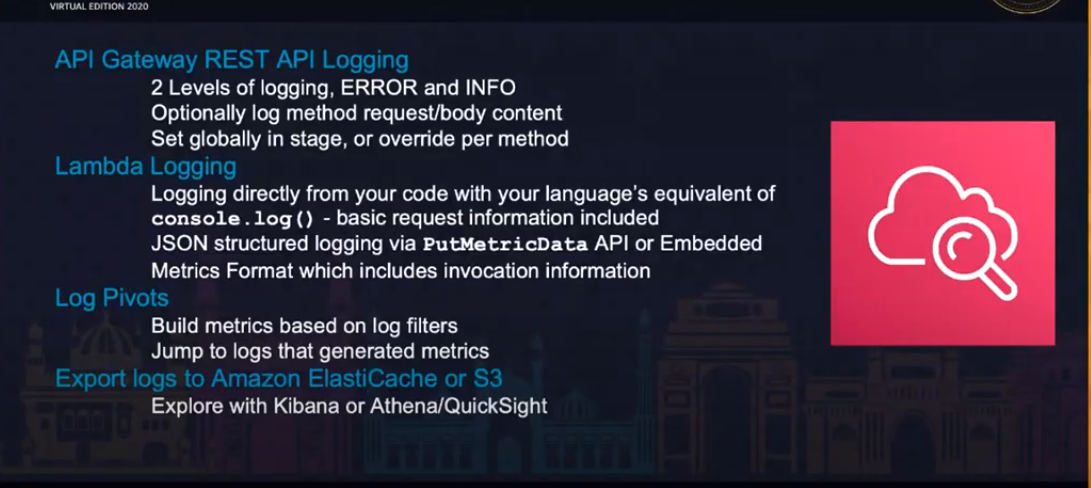 VIRTUAL EDITION 2020
API Gateway REST API Logging
2 Levels of logging, ERROR and INFO
Optionally log method request/body content
Set globally in stage, or override per method
Lambda Logging
Logging directly from your code with your language's equivalent of
console.log() - basic request information included
JSON structured logging via PutMetricData API or Embedded
Metrics Format which includes invocation information
Log Pivots
Build metrics based on log filters
Jump to logs that generated metrics
Export logs to Amazon ElastiCache or S3
Explore with Kibana or Athena/QuickSight